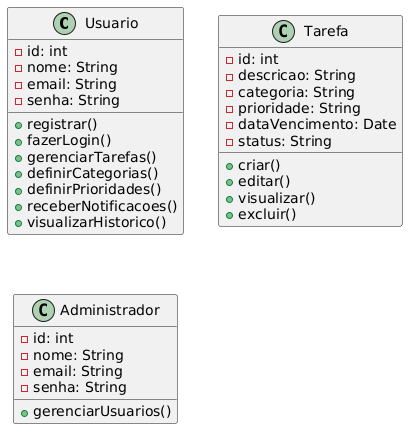 C Usuario
id: int
nome: String
email: String
senha: String
registrar()
fazerLogin()
gerenciarTarefas()
definirCategorias()
definirPrioridades()
receberNotificacoes()
visualizarHistorico()
C Tarefa
id: int
descricao: String
categoria: String
prioridade: String
dataVencimento: Date
status: String
criar()
editar()
visualizar()
excluir()
C Administrador
id: int
nome: String
email: String
senha: String
gerenciarUsuarios()